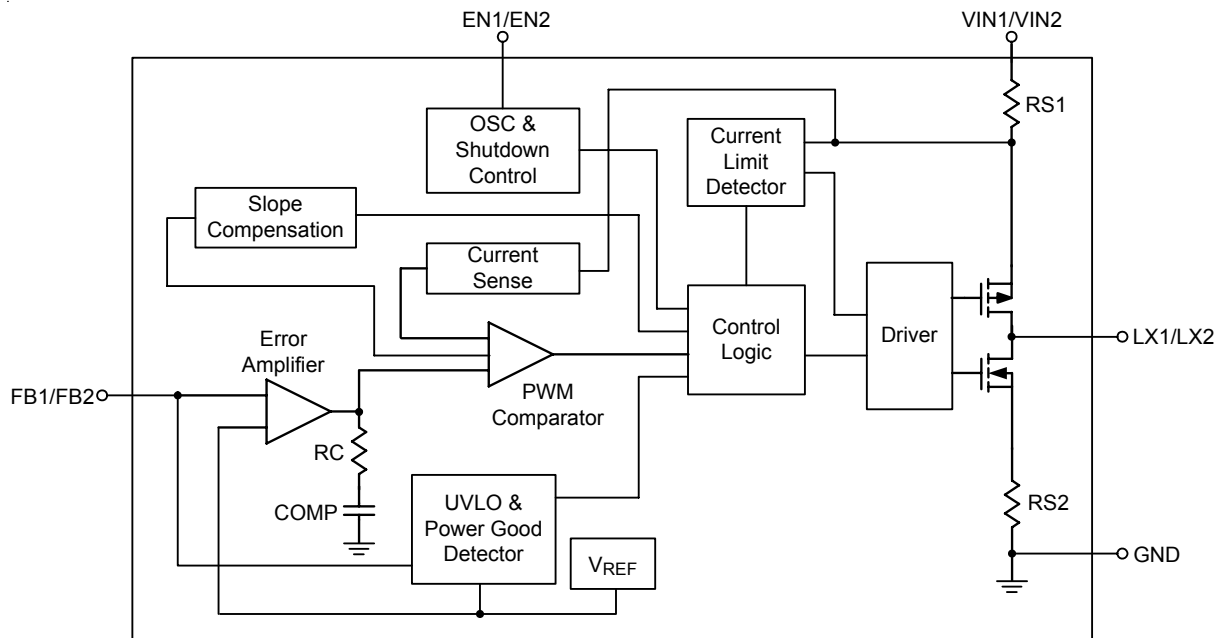 EN1/EN2
VIN1/VIN2
RS1
OSC &
Shutdown
Control
Current
Limit
Detector
Slope
Compensation
Current
Sense
Control
Logic
Driver
LX1/LX2
Error
Amplifier
FB1/FB2
PWM
Comparator
RC
COMP
UVLO &
Power Good
Detector
VREF
RS2
GND